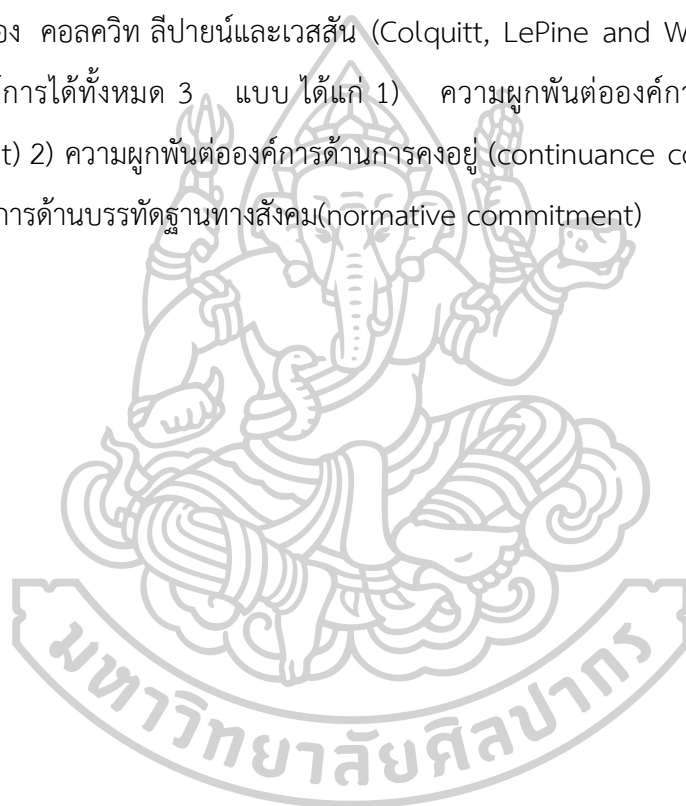 อง คอลควิท ลีปายน์และเวสสัน (Colquitt, LePine and W
์การได้ทั้งหมด 3 แบบ ได้แก่ 1) ความผูกพันต่อองค์กา
t) 2) ความผูกพันต่อองค์การด้านการคงอยู่ (continuance co
การด้านบรรทัดฐานทางสังคม(normative commitment)
มหาวิทยาลัยศิลปากร